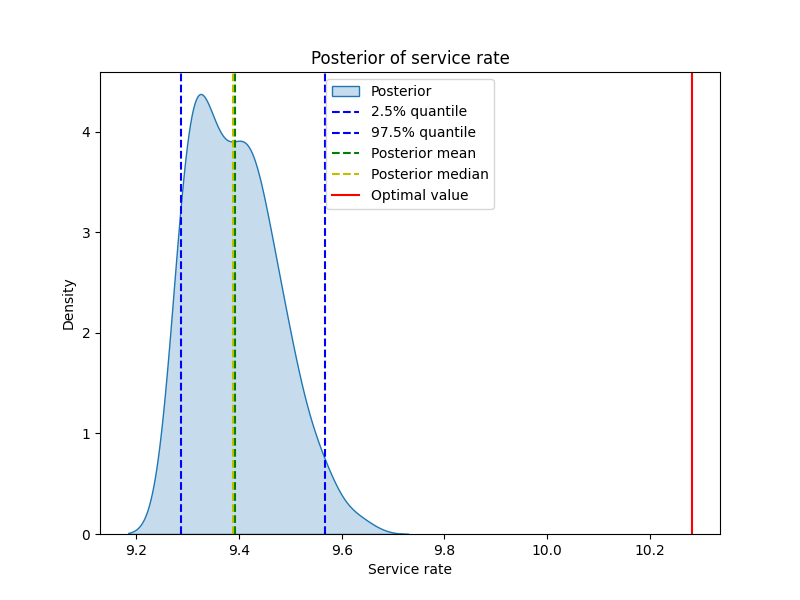 Posterior of service rate
Posterior
2.5% quantile
97.5% quantile
Posterior mean
Posterior median
Optimal value
Density
4
3
2
1
0
9.2 9.4 9.6 9.8 10.0 10.2
Service rate